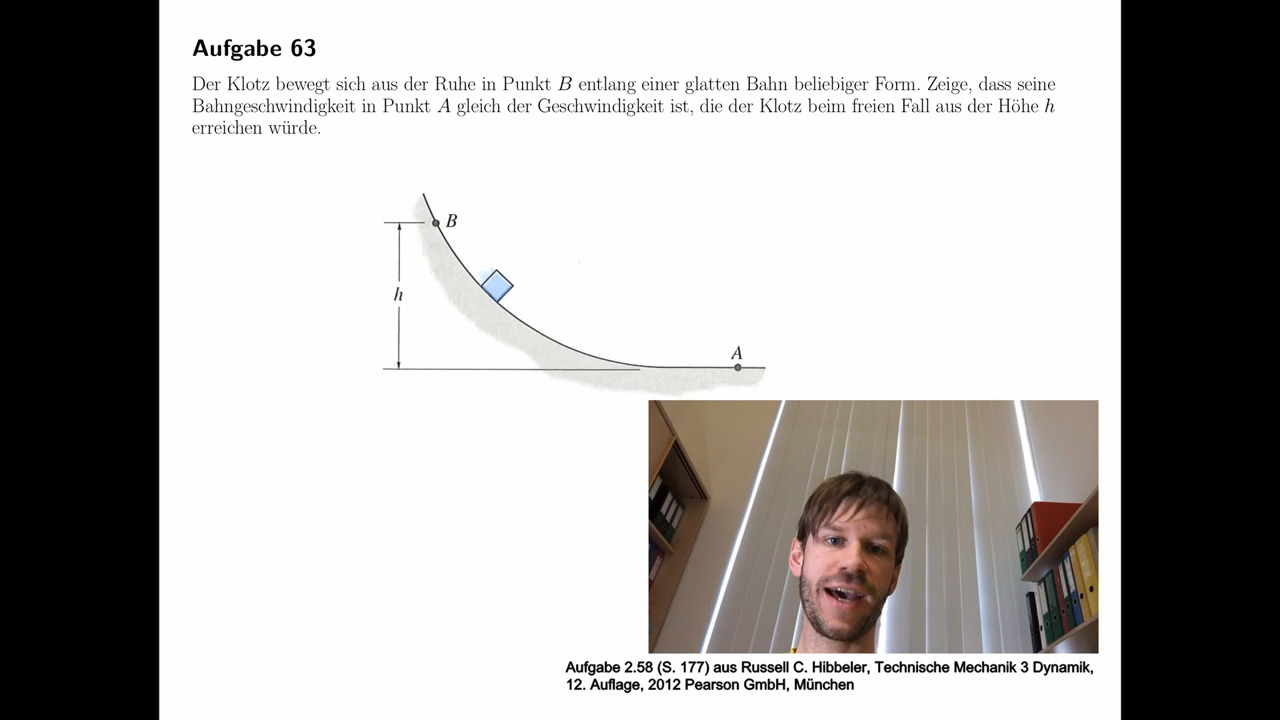 Aufgabe 63
Der Klotz bewegt sich aus der Ruhe in Punkt B entlang einer glatten Bahn beliebiger Form. Zeige, dass seine
Bahngeschwindigkeit in Punkt A gleich der Geschwindigkeit ist, die der Klotz beim freien Fall aus der Höhe h
erreichen würde.
B
h
A
Aufgabe 2.58 (S. 177) aus Russell C. Hibbeler, Technische Mechanik 3 Dynamik,
12. Auflage, 2012 Pearson GmbH, München